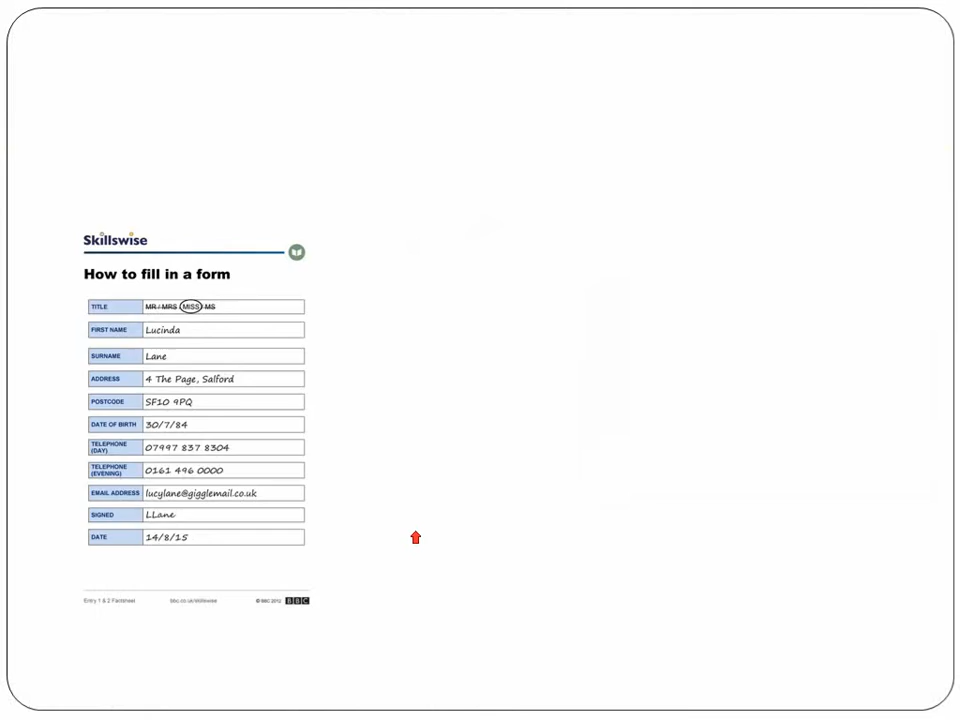 Skillswise
How to fill in a form
TITLE MR / MRS MISS MS
FIRST NAME Lucinda
SURNAME Lane
ADDRESS 4 The Page, Salford
POSTCODE SF10 9PQ
DATE OF BIRTH 30/7/84
TELEPHONE (DAY) 07997 837 8304
TELEPHONE (EVENING) 0161 496 0000
EMAIL ADDRESS lucylane@gigglemail.co.uk
SIGNED LLane
DATE 14/8/15
Entry 1 & 2 Factsheet bbc.co.uk/skillswise © BBC 2012 BBC